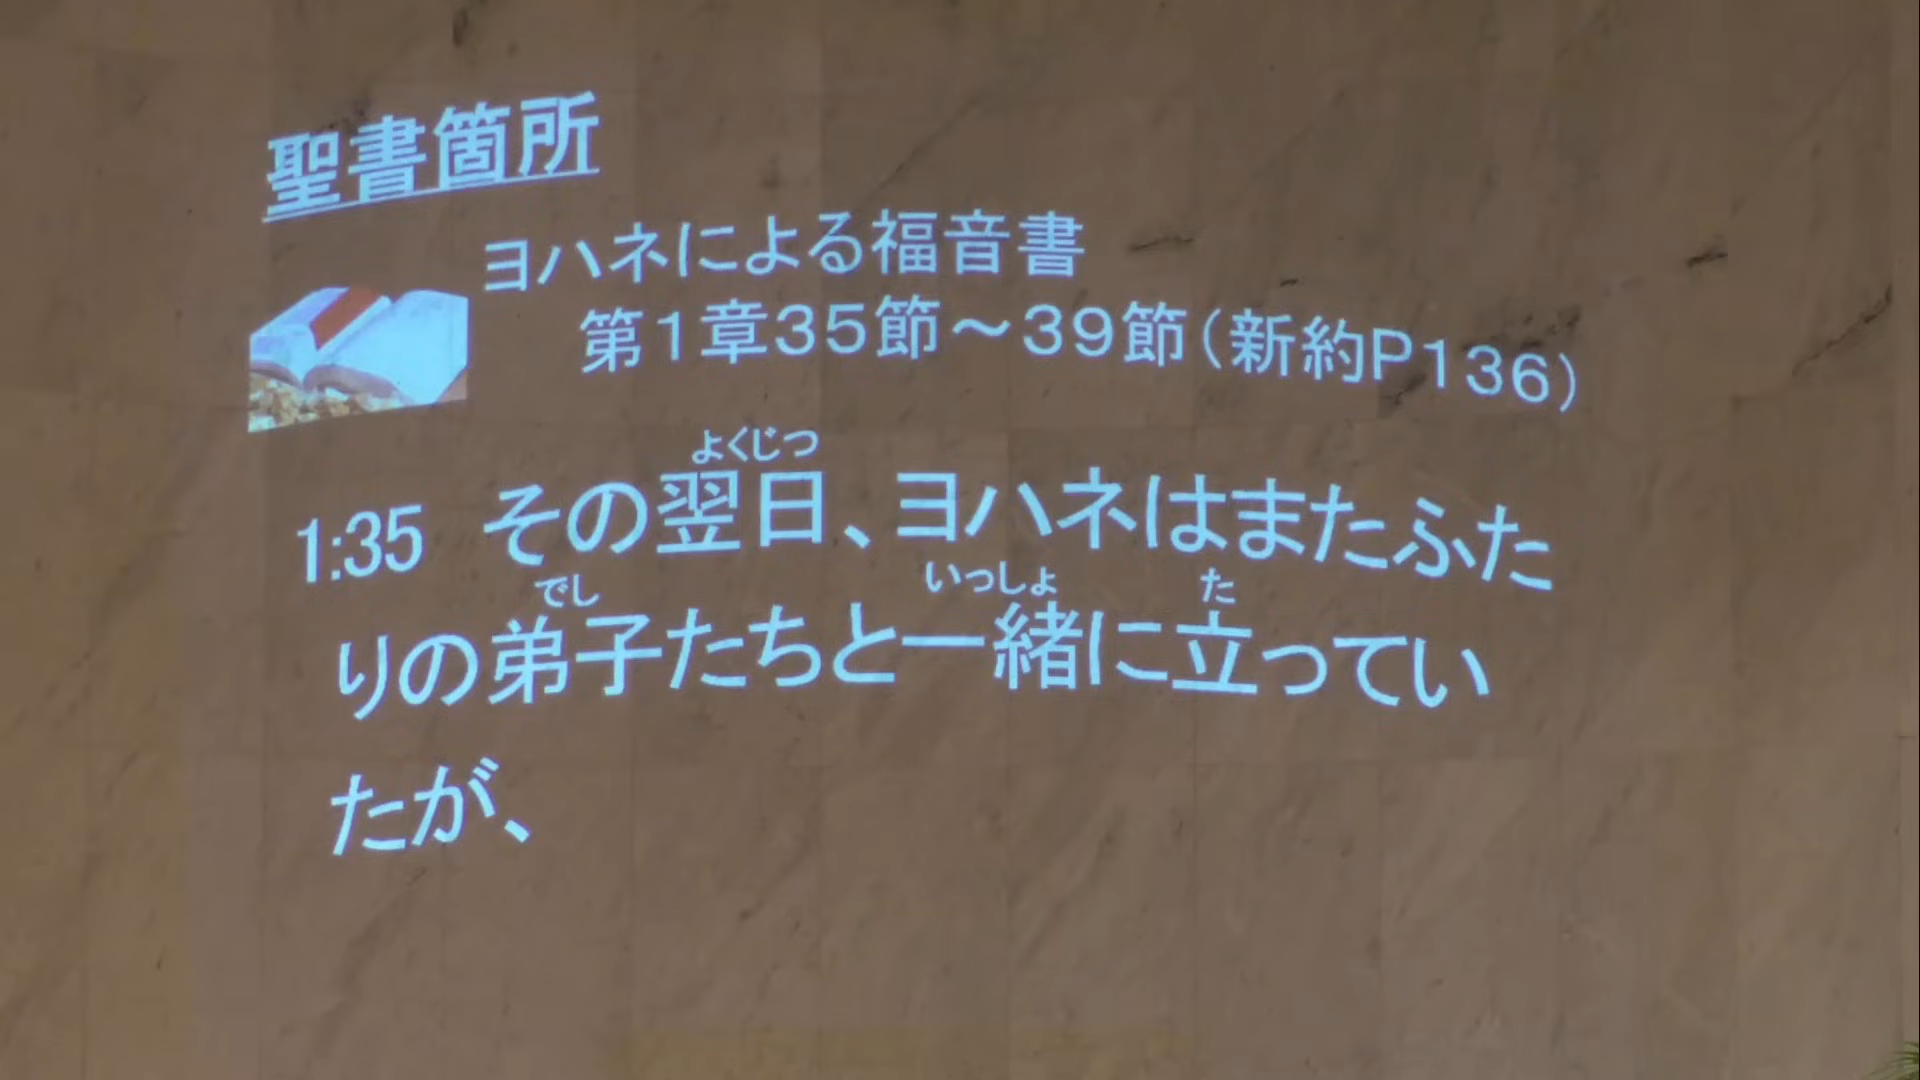 聖書箇所
ヨハネによる福音書
第1章35節～39節(新約P136)
よくじつ
1:35 その翌日、ヨハネはまたふた
でし いっしょ た
りの弟子たちと一緒に立ってい
たが、